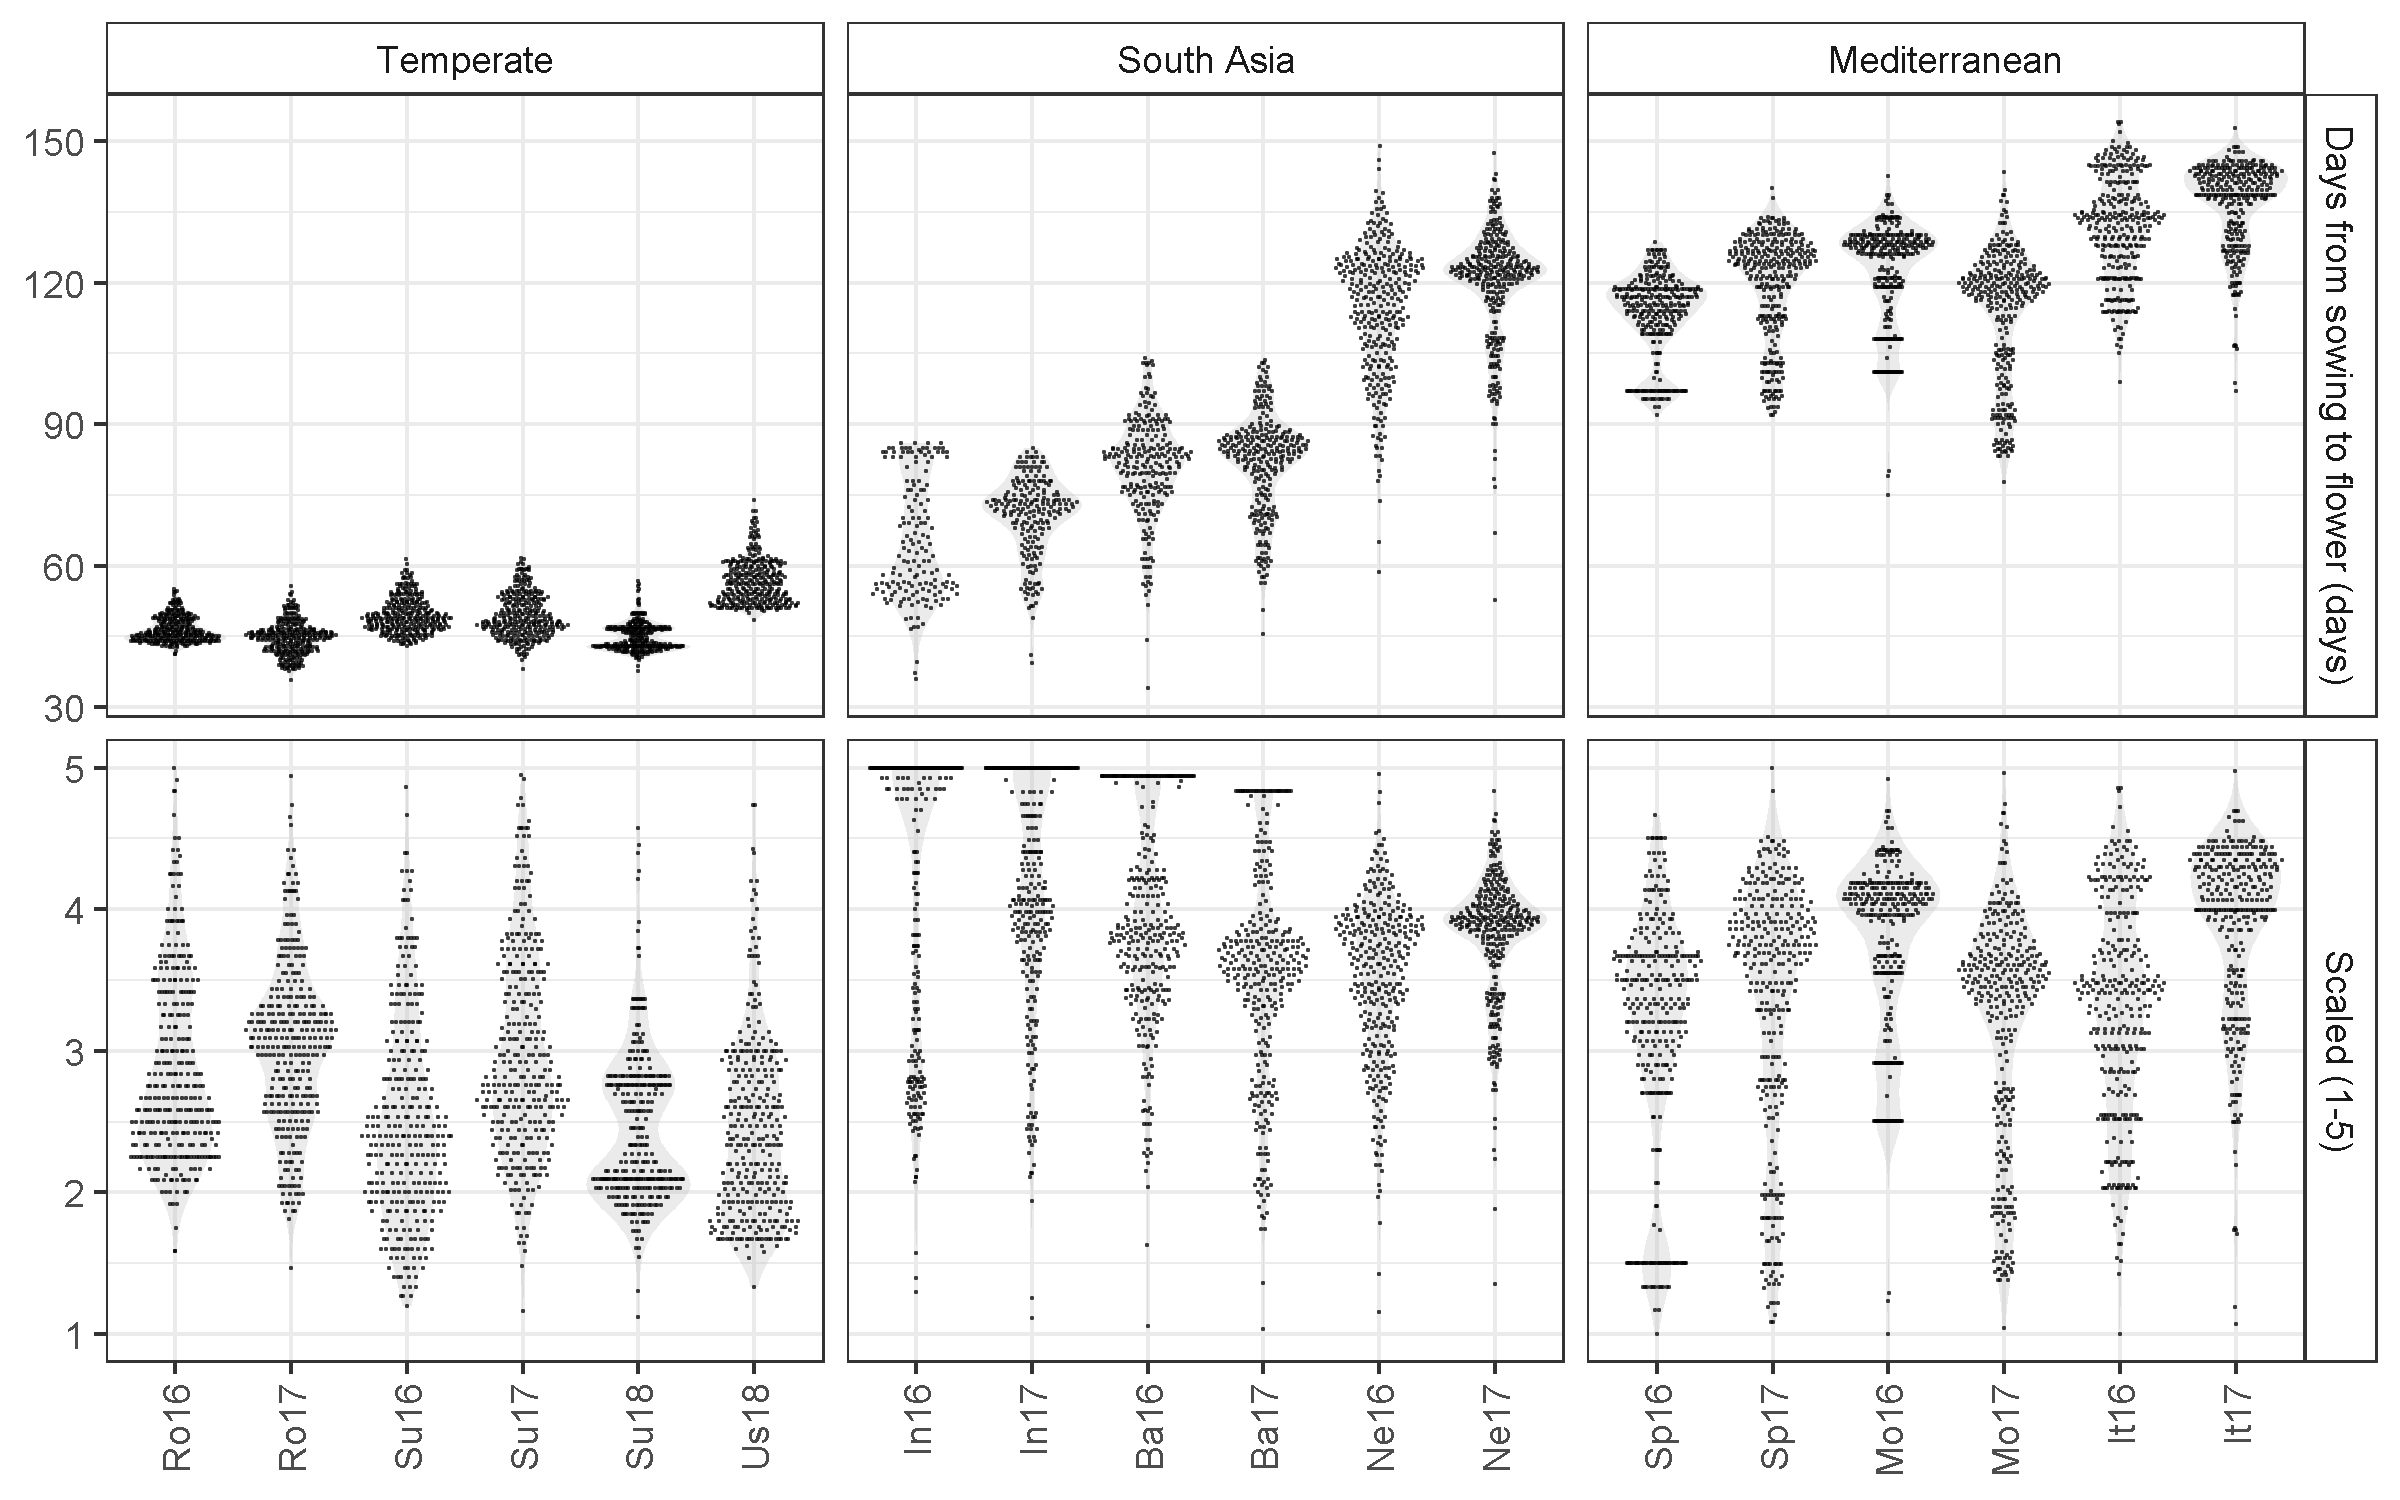 Temperate
South Asia
Mediterranean
150
120
90
60
30
Days from sowing to flower (days)
5
4
3
2
1
Scaled (1-5)
Ro16
Ro17
Su16
Su17
Su18
Us18
In16
In17
Ba16
Ba17
Ne16
Ne17
Sp16
Sp17
Mo16
Mo17
It16
It17